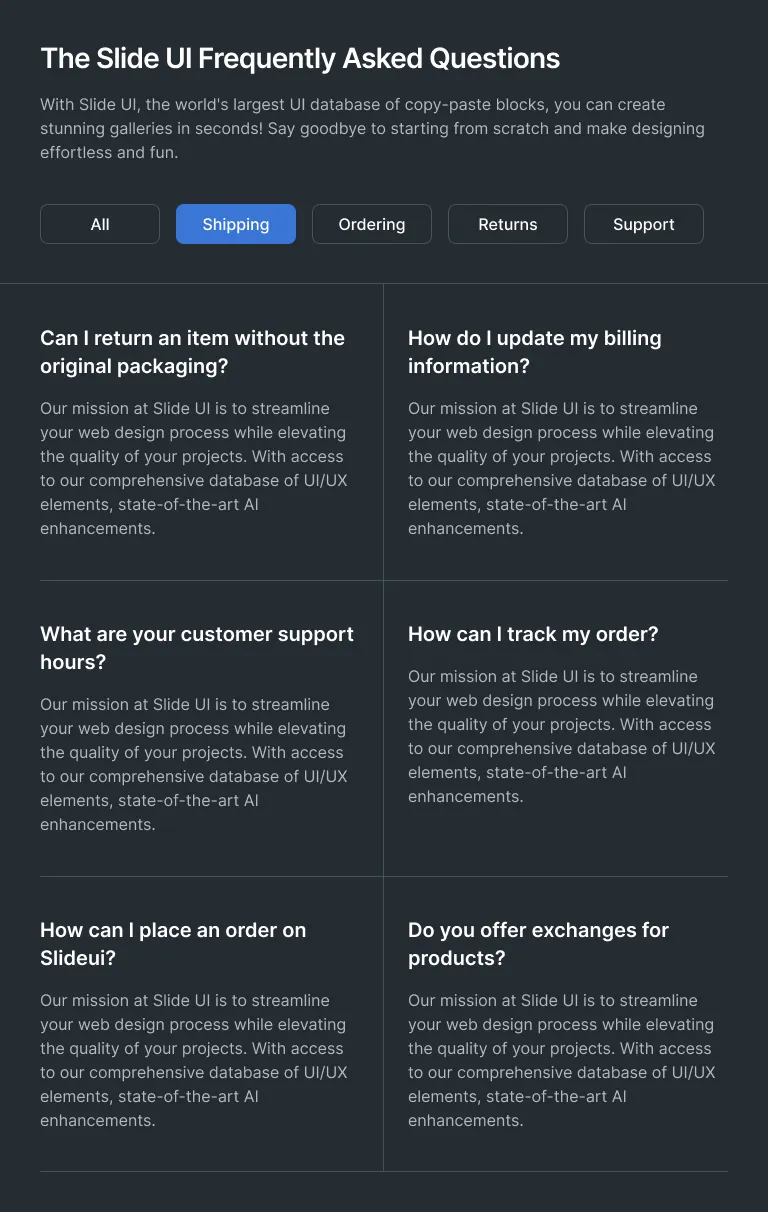 The Slide UI Frequently Asked Questions
With Slide UI, the world's largest UI database of copy-paste blocks, you can create
stunning galleries in seconds! Say goodbye to starting from scratch and make designing
effortless and fun.
All
Shipping
Ordering
Returns
Support
Can I return an item without the
original packaging?
Our mission at Slide UI is to streamline
your web design process while elevating
the quality of your projects. With access
to our comprehensive database of UI/UX
elements, state-of-the-art AI
enhancements.
How do I update my billing
information?
Our mission at Slide UI is to streamline
your web design process while elevating
the quality of your projects. With access
to our comprehensive database of UI/UX
elements, state-of-the-art AI
enhancements.
What are your customer support
hours?
Our mission at Slide UI is to streamline
your web design process while elevating
the quality of your projects. With access
to our comprehensive database of UI/UX
elements, state-of-the-art AI
enhancements.
How can I track my order?
Our mission at Slide UI is to streamline
your web design process while elevating
the quality of your projects. With access
to our comprehensive database of UI/UX
elements, state-of-the-art AI
enhancements.
How can I place an order on
Slideui?
Our mission at Slide UI is to streamline
your web design process while elevating
the quality of your projects. With access
to our comprehensive database of UI/UX
elements, state-of-the-art AI
enhancements.
Do you offer exchanges for
products?
Our mission at Slide UI is to streamline
your web design process while elevating
the quality of your projects. With access
to our comprehensive database of UI/UX
elements, state-of-the-art AI
enhancements.